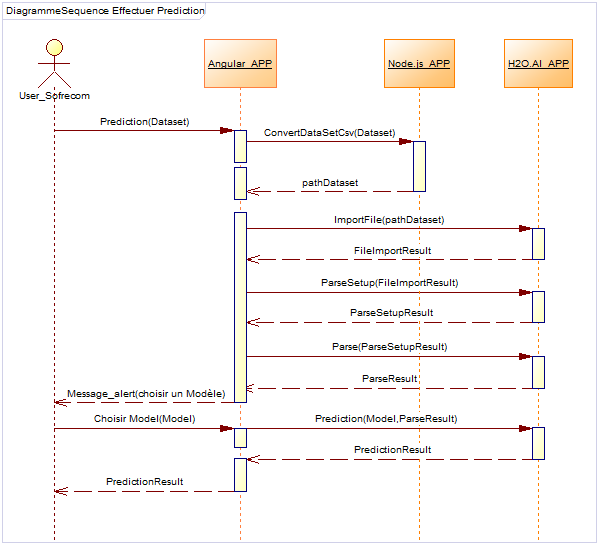 DiagrammeSequence Effectuer Prediction
Angular_APP
Node.js_APP
H2O.AI_APP
User_Sofrecom
Prediction(Dataset)
ConvertDataSetCsv(Dataset)
pathDataset
ImportFile(pathDataset)
FileImportResult
ParseSetup(FileImportResult)
ParseSetupResult
Parse(ParseSetupResult)
ParseResult
Message_alert(choisir un Modèle)
Choisir Model(Model)
Prediction(Model,ParseResult)
PredictionResult
PredictionResult